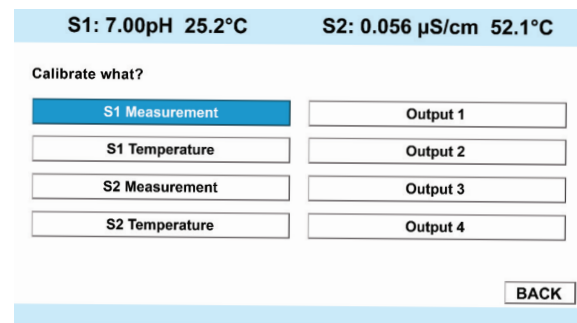 S1: 7.00pH 25.2°C S2: 0.056 µS/cm 52.1°C
Calibrate what?
S1 Measurement
Output 1
S1 Temperature
Output 2
S2 Measurement
Output 3
S2 Temperature
Output 4
BACK